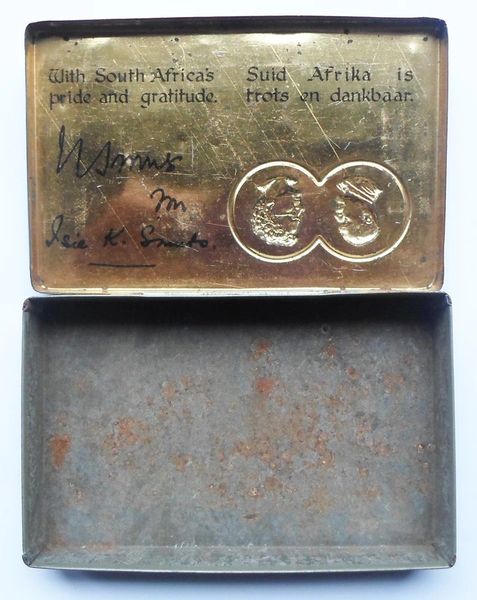 With South Africa's
pride and gratitude.
Suid Afrika is
trots en dankbaar.
Isie K. Smuts.